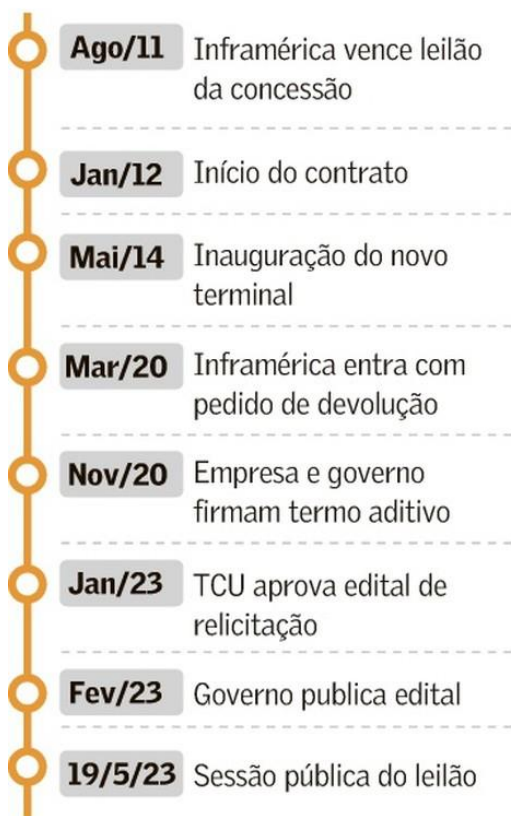 Ago/11 Inframérica vence leilão
da concessão
Jan/12 Início do contrato
Mai/14 Inauguração do novo
terminal
Mar/20 Inframérica entra com
pedido de devolução
Nov/20 Empresa e governo
firmam termo aditivo
Jan/23 TCU aprova edital de
relicitação
Fev/23 Governo publica edital
19/5/23 Sessão pública do leilão